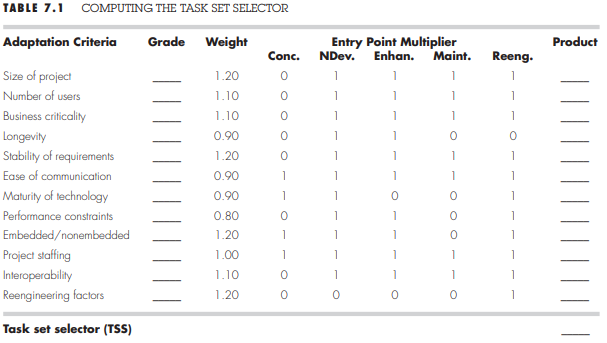 TABLE 7.1 COMPUTING THE TASK SET SELECTOR
Adaptation Criteria Grade Weight Entry Point Multiplier Product
Conc. NDev. Enhan. Maint. Reeng.
Size of project _____ 1.20 0 1 1 1 1 _____
Number of users _____ 1.10 0 1 1 1 1 _____
Business criticality _____ 1.10 0 1 1 1 1 _____
Longevity _____ 0.90 0 1 1 0 0 _____
Stability of requirements _____ 1.20 0 1 1 1 1 _____
Ease of communication _____ 0.90 1 1 1 1 1 _____
Maturity of technology _____ 0.90 1 1 0 0 1 _____
Performance constraints _____ 0.80 0 1 1 0 1 _____
Embedded/nonembedded _____ 1.20 1 1 1 0 1 _____
Project staffing _____ 1.00 1 1 1 1 1 _____
Interoperability _____ 1.10 0 1 1 1 1 _____
Reengineering factors _____ 1.20 0 0 0 0 1 _____
Task set selector (TSS) _____